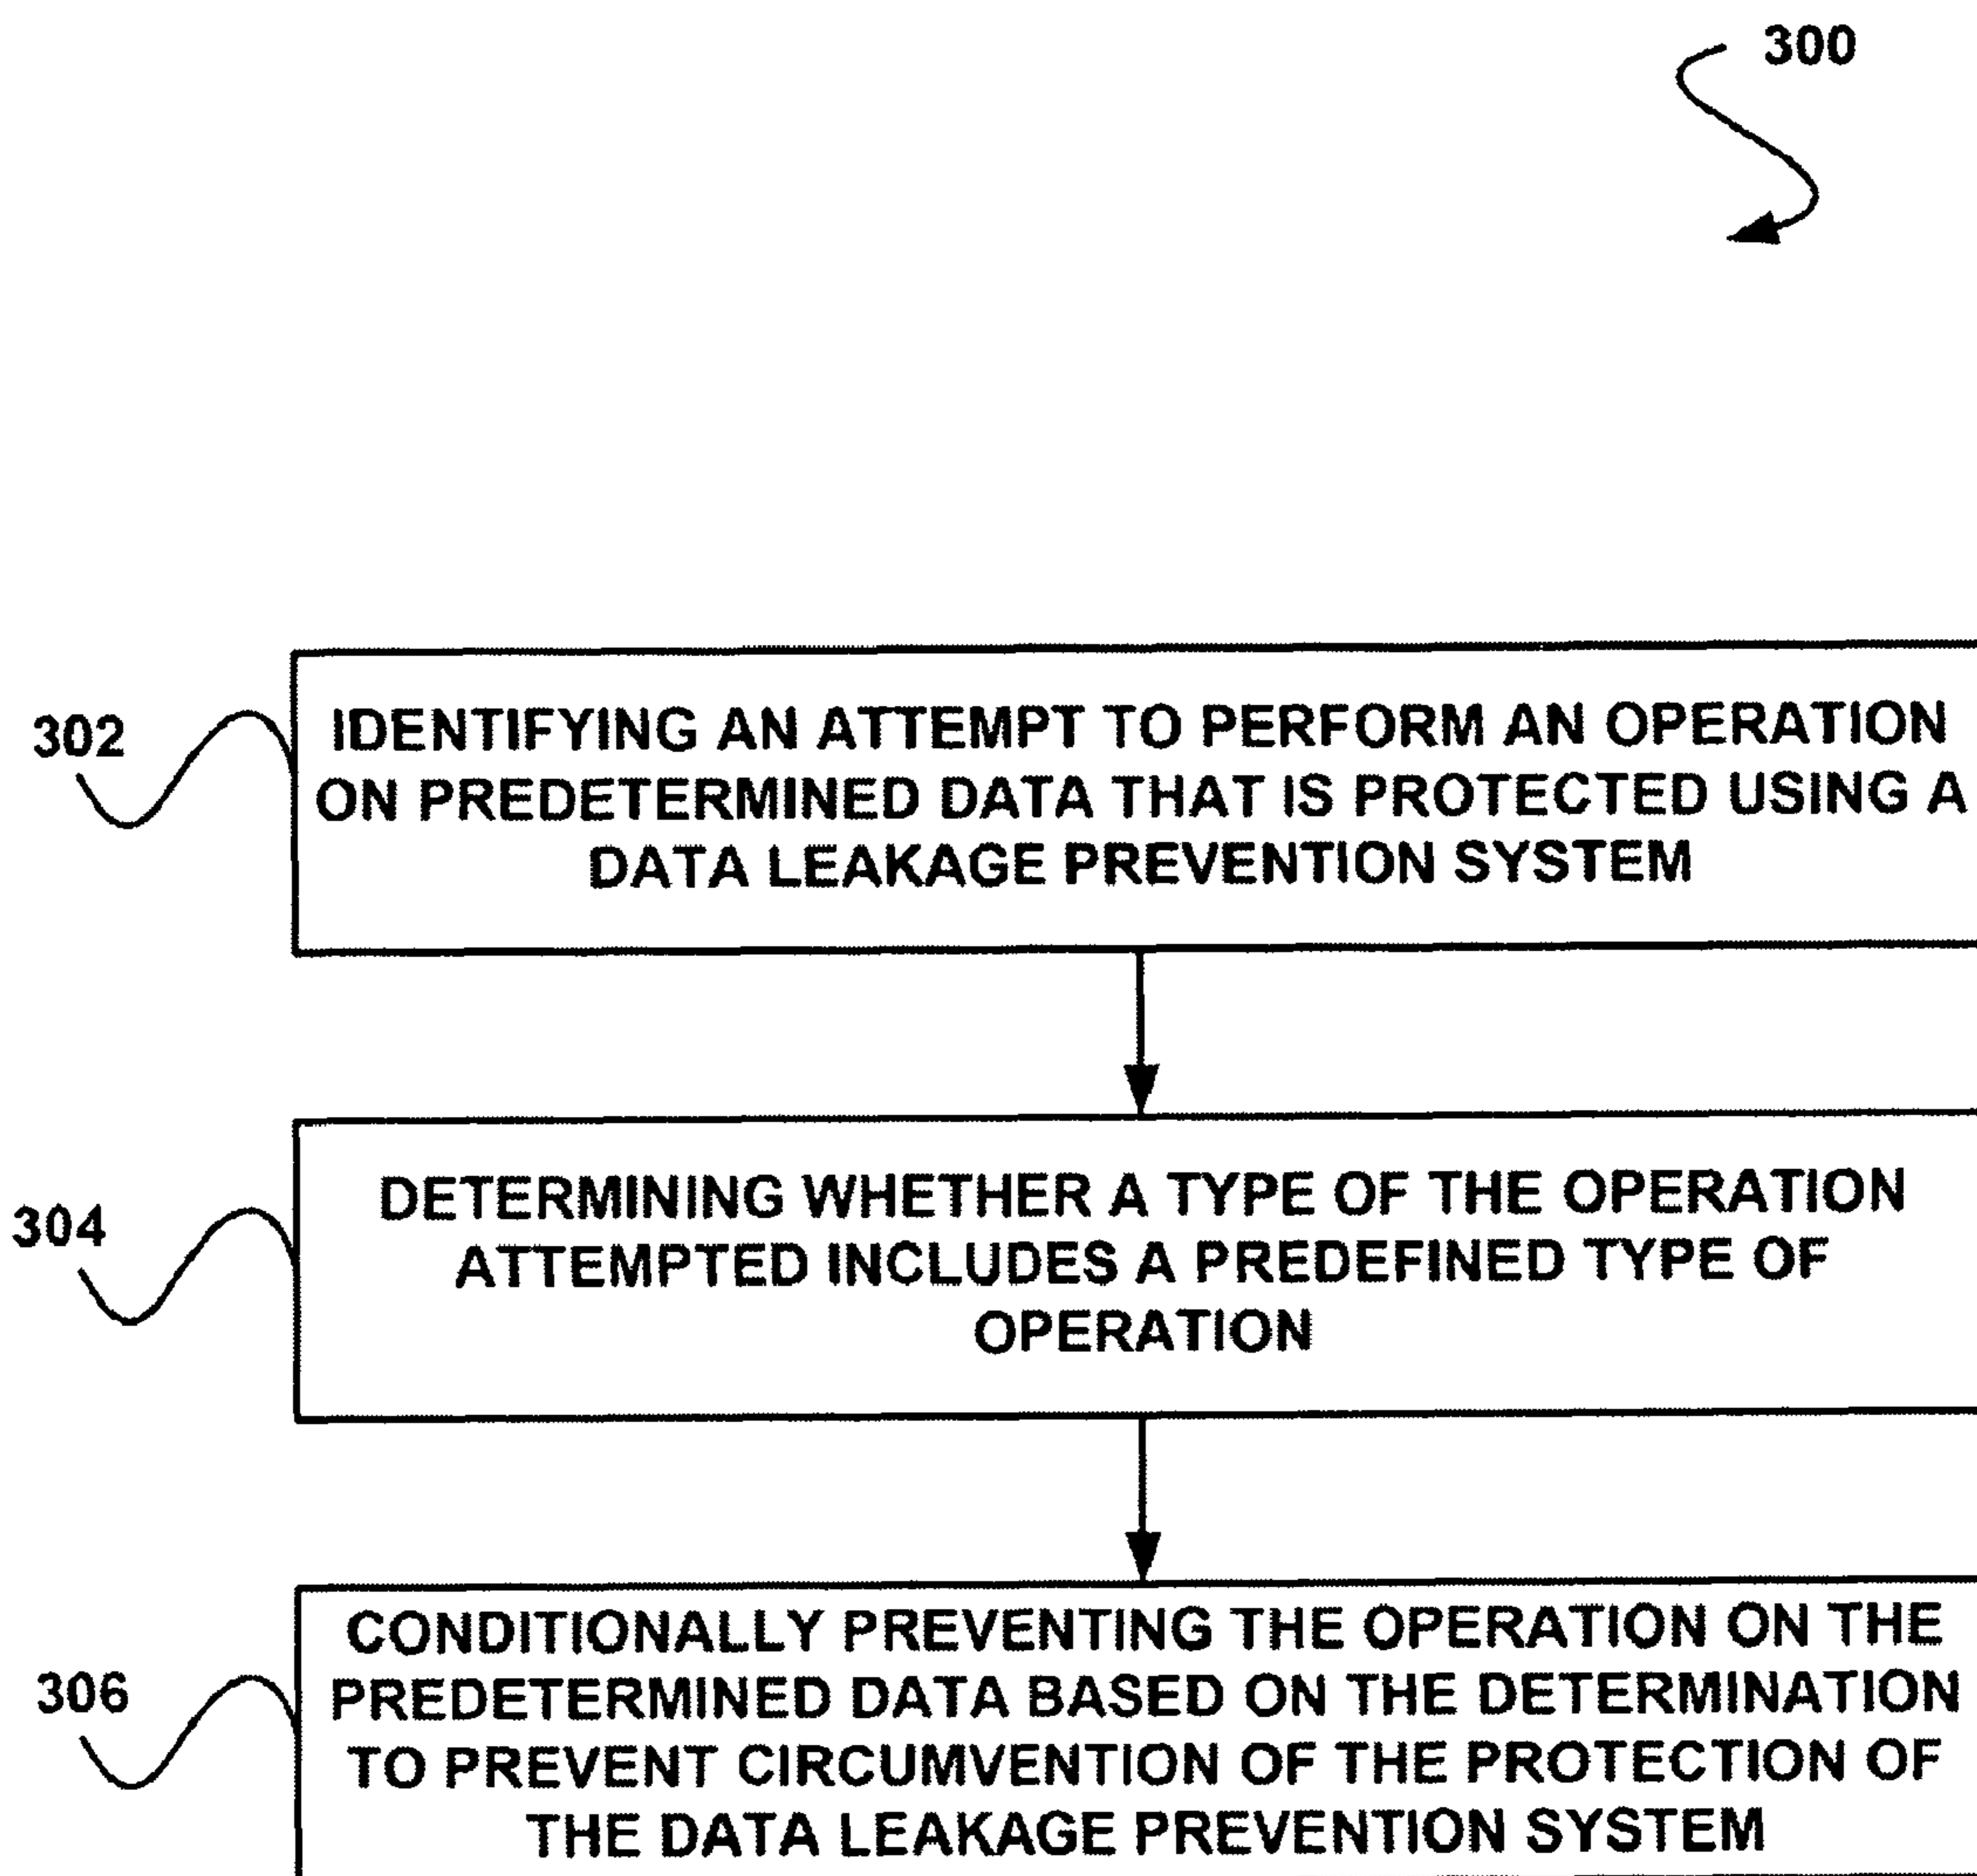 300
302
IDENTIFYING AN ATTEMPT TO PERFORM AN OPERATION
ON PREDETERMINED DATA THAT IS PROTECTED USING A
DATA LEAKAGE PREVENTION SYSTEM
304
DETERMINING WHETHER A TYPE OF THE OPERATION
ATTEMPTED INCLUDES A PREDEFINED TYPE OF
OPERATION
306
CONDITIONALLY PREVENTING THE OPERATION ON THE
PREDETERMINED DATA BASED ON THE DETERMINATION
TO PREVENT CIRCUMVENTION OF THE PROTECTION OF
THE DATA LEAKAGE PREVENTION SYSTEM